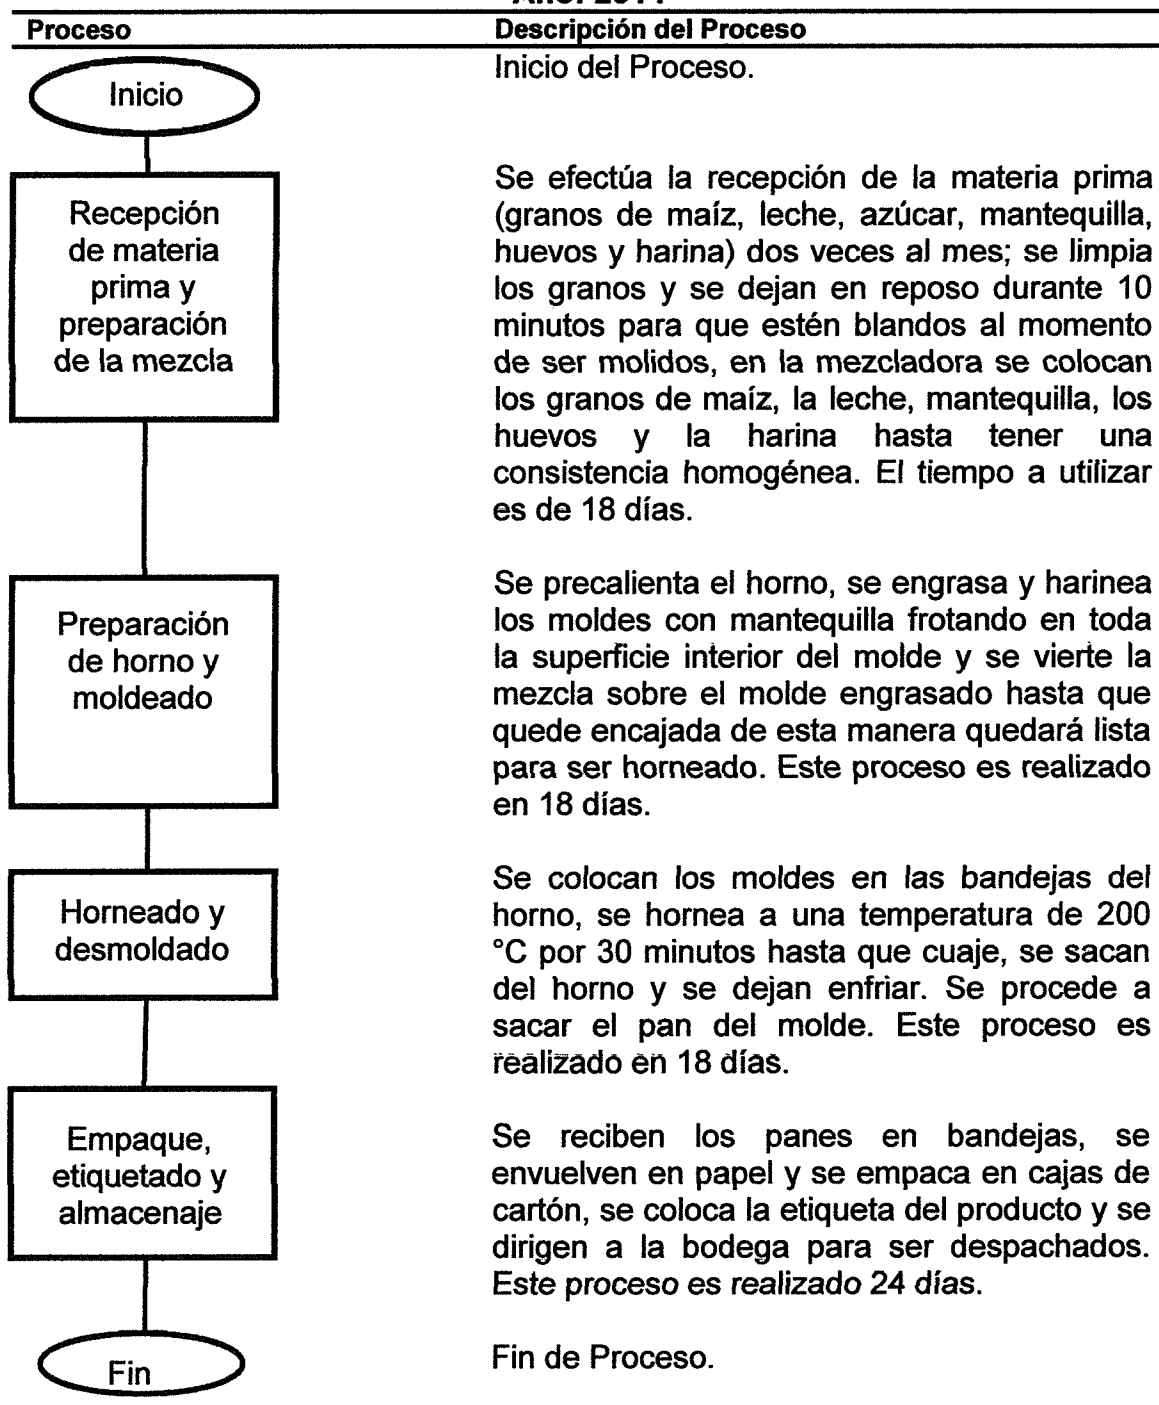 Proceso Descripción del Proceso
Inicio
Inicio del Proceso.
Recepción
de materia
prima y
preparación
de la mezcla
Se efectúa la recepción de la materia prima
(granos de maíz, leche, azúcar, mantequilla,
huevos y harina) dos veces al mes; se limpia
los granos y se dejan en reposo durante 10
minutos para que estén blandos al momento
de ser molidos, en la mezcladora se colocan
los granos de maíz, la leche, mantequilla, los
huevos y la harina hasta tener una
consistencia homogénea. El tiempo a utilizar
es de 18 días.
Preparación
de horno y
moldeado
Se precalienta el horno, se engrasa y harinea
los moldes con mantequilla frotando en toda
la superficie interior del molde y se vierte la
mezcla sobre el molde engrasado hasta que
quede encajada de esta manera quedará lista
para ser horneado. Este proceso es realizado
en 18 días.
Horneado y
desmoldado
Se colocan los moldes en las bandejas del
horno, se hornea a una temperatura de 200
°C por 30 minutos hasta que cuaje, se sacan
del horno y se dejan enfriar. Se procede a
sacar el pan del molde. Este proceso es
realizado en 18 días.
Empaque,
etiquetado y
almacenaje
Se reciben los panes en bandejas, se
envuelven en papel y se empaca en cajas de
cartón, se coloca la etiqueta del producto y se
dirigen a la bodega para ser despachados.
Este proceso es realizado 24 días.
Fin
Fin de Proceso.